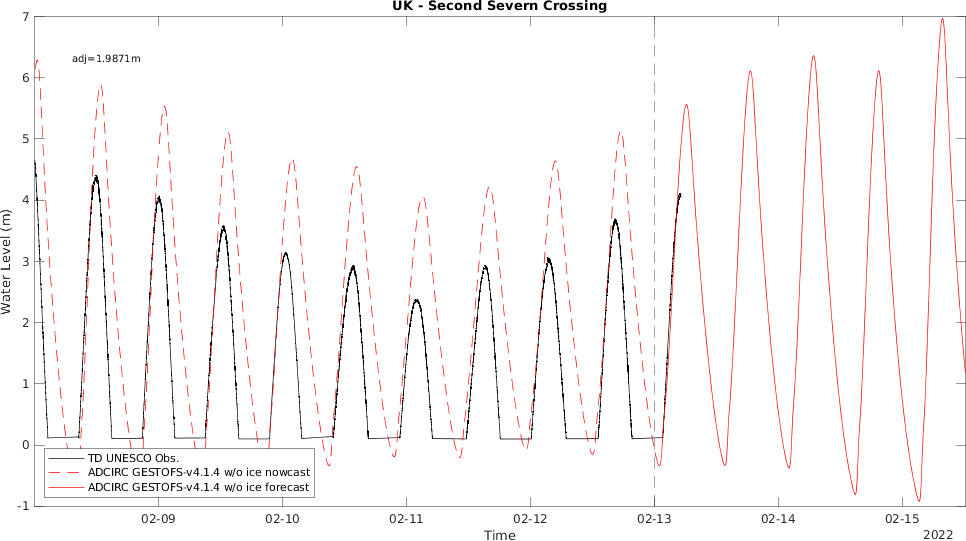 UK - Second Severn Crossing
adj=1.9871m
7
6
5
4
3
2
1
0
-1
Water Level (m)
TD UNESCO Obs.
ADCIRC GESTOFS-v4.1.4 w/o ice nowcast
ADCIRC GESTOFS-v4.1.4 w/o ice forecast
02-09 02-10 02-11 02-12 02-13 02-14 02-15
Time
2022